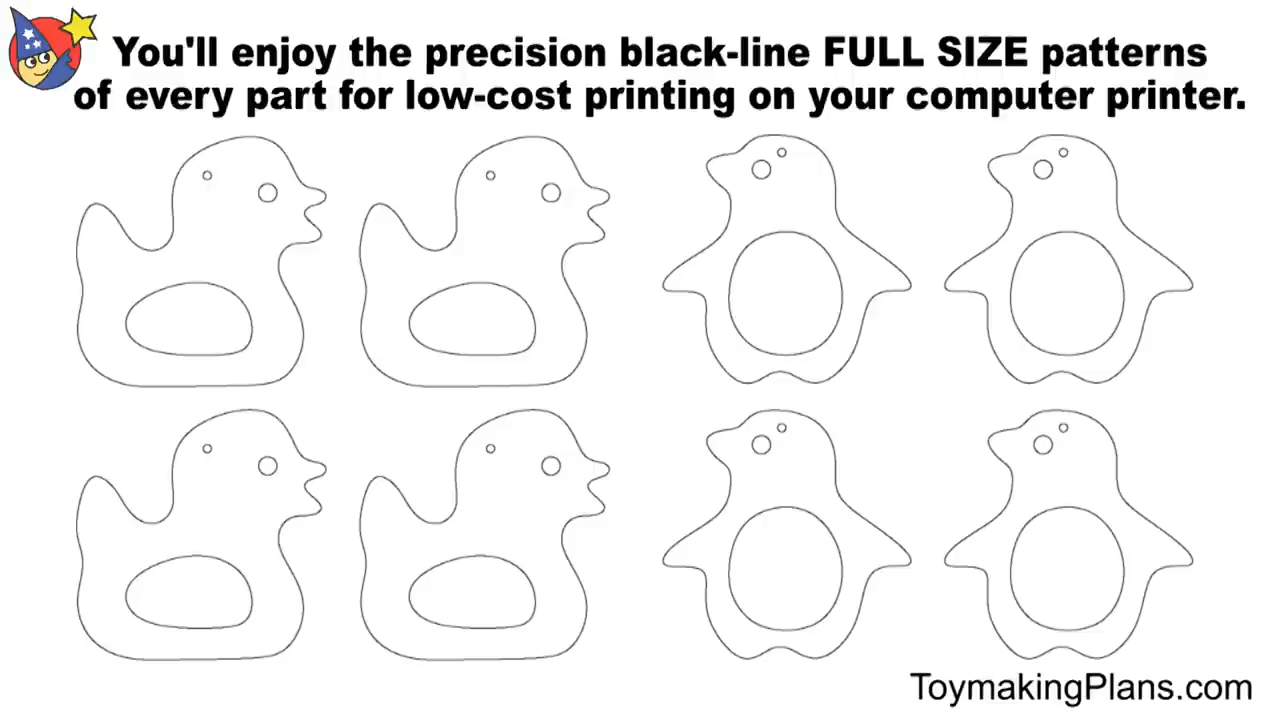 You'll enjoy the precision black-line FULL SIZE patterns
of every part for low-cost printing on your computer printer.
ToymakingPlans.com